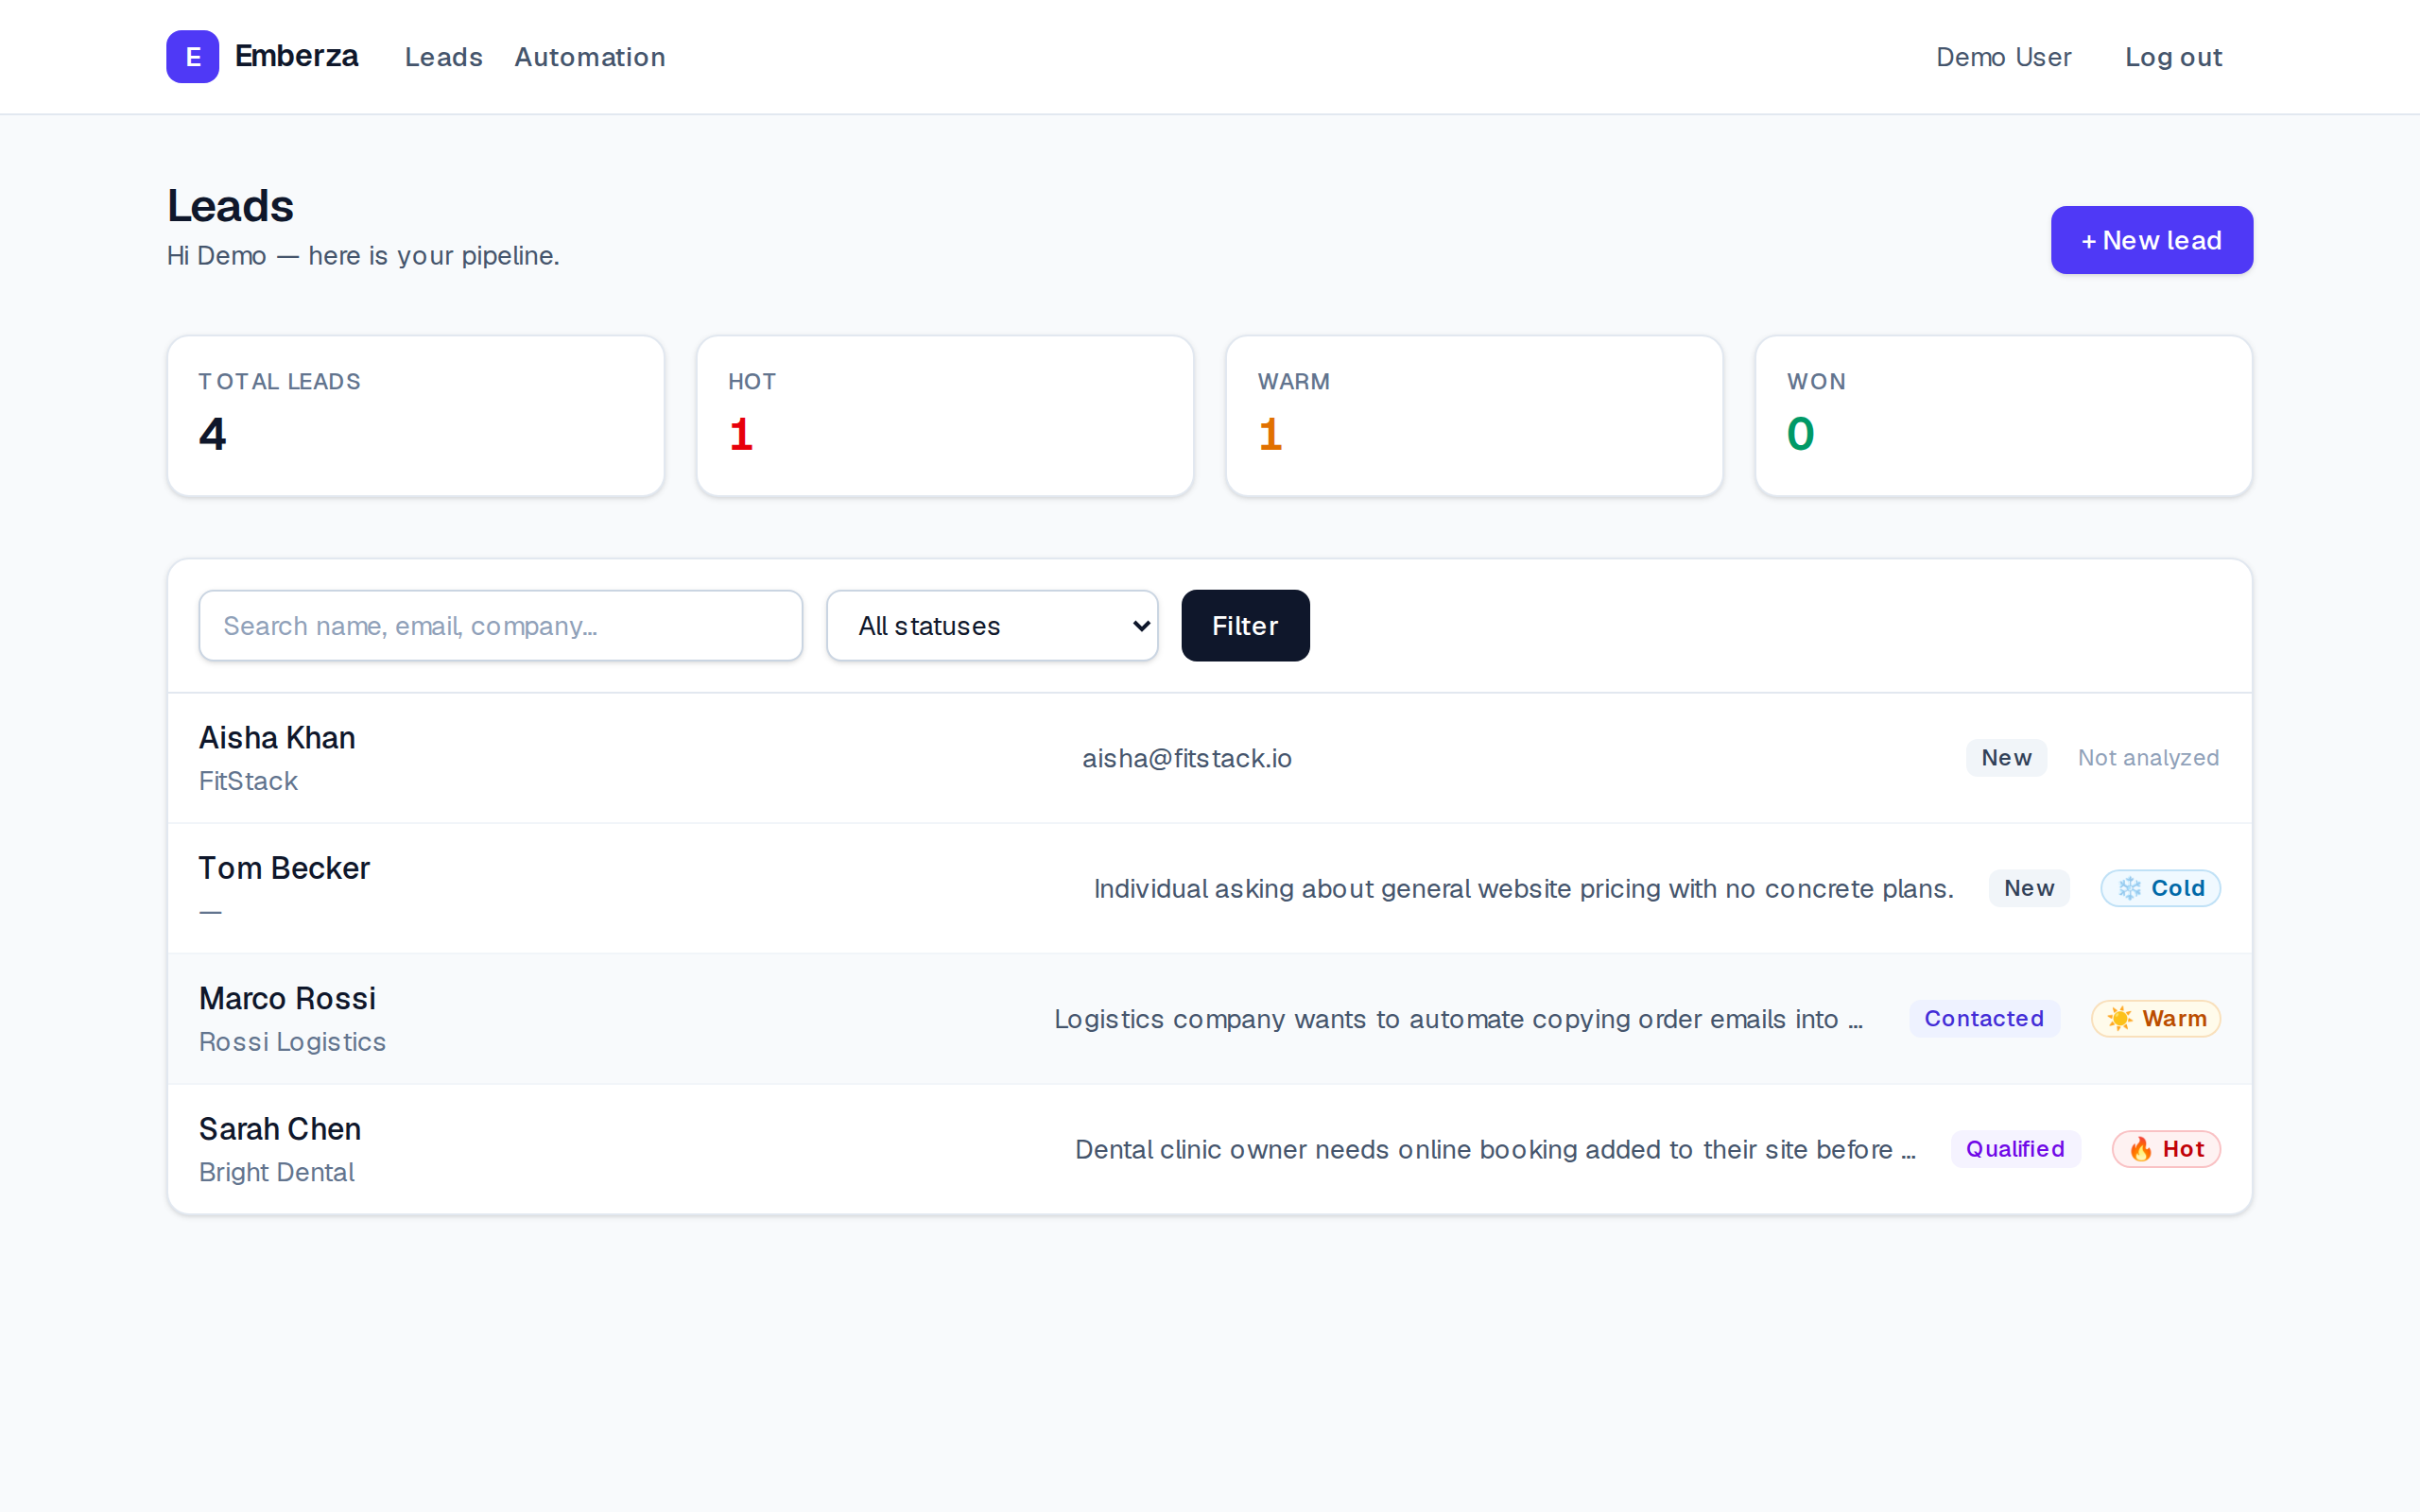 E Emberza Leads Automation Demo User Log out
Leads
Hi Demo — here is your pipeline.
+ New lead
TOTAL LEADS
4
HOT
1
WARM
1
WON
0
Search name, email, company...
All statuses
Filter
Aisha Khan
FitStack
aisha@fitstack.io
New
Not analyzed
Tom Becker
—
Individual asking about general website pricing with no concrete plans.
New
❄️ Cold
Marco Rossi
Rossi Logistics
Logistics company wants to automate copying order emails into ...
Contacted
☀️ Warm
Sarah Chen
Bright Dental
Dental clinic owner needs online booking added to their site before ...
Qualified
🔥 Hot